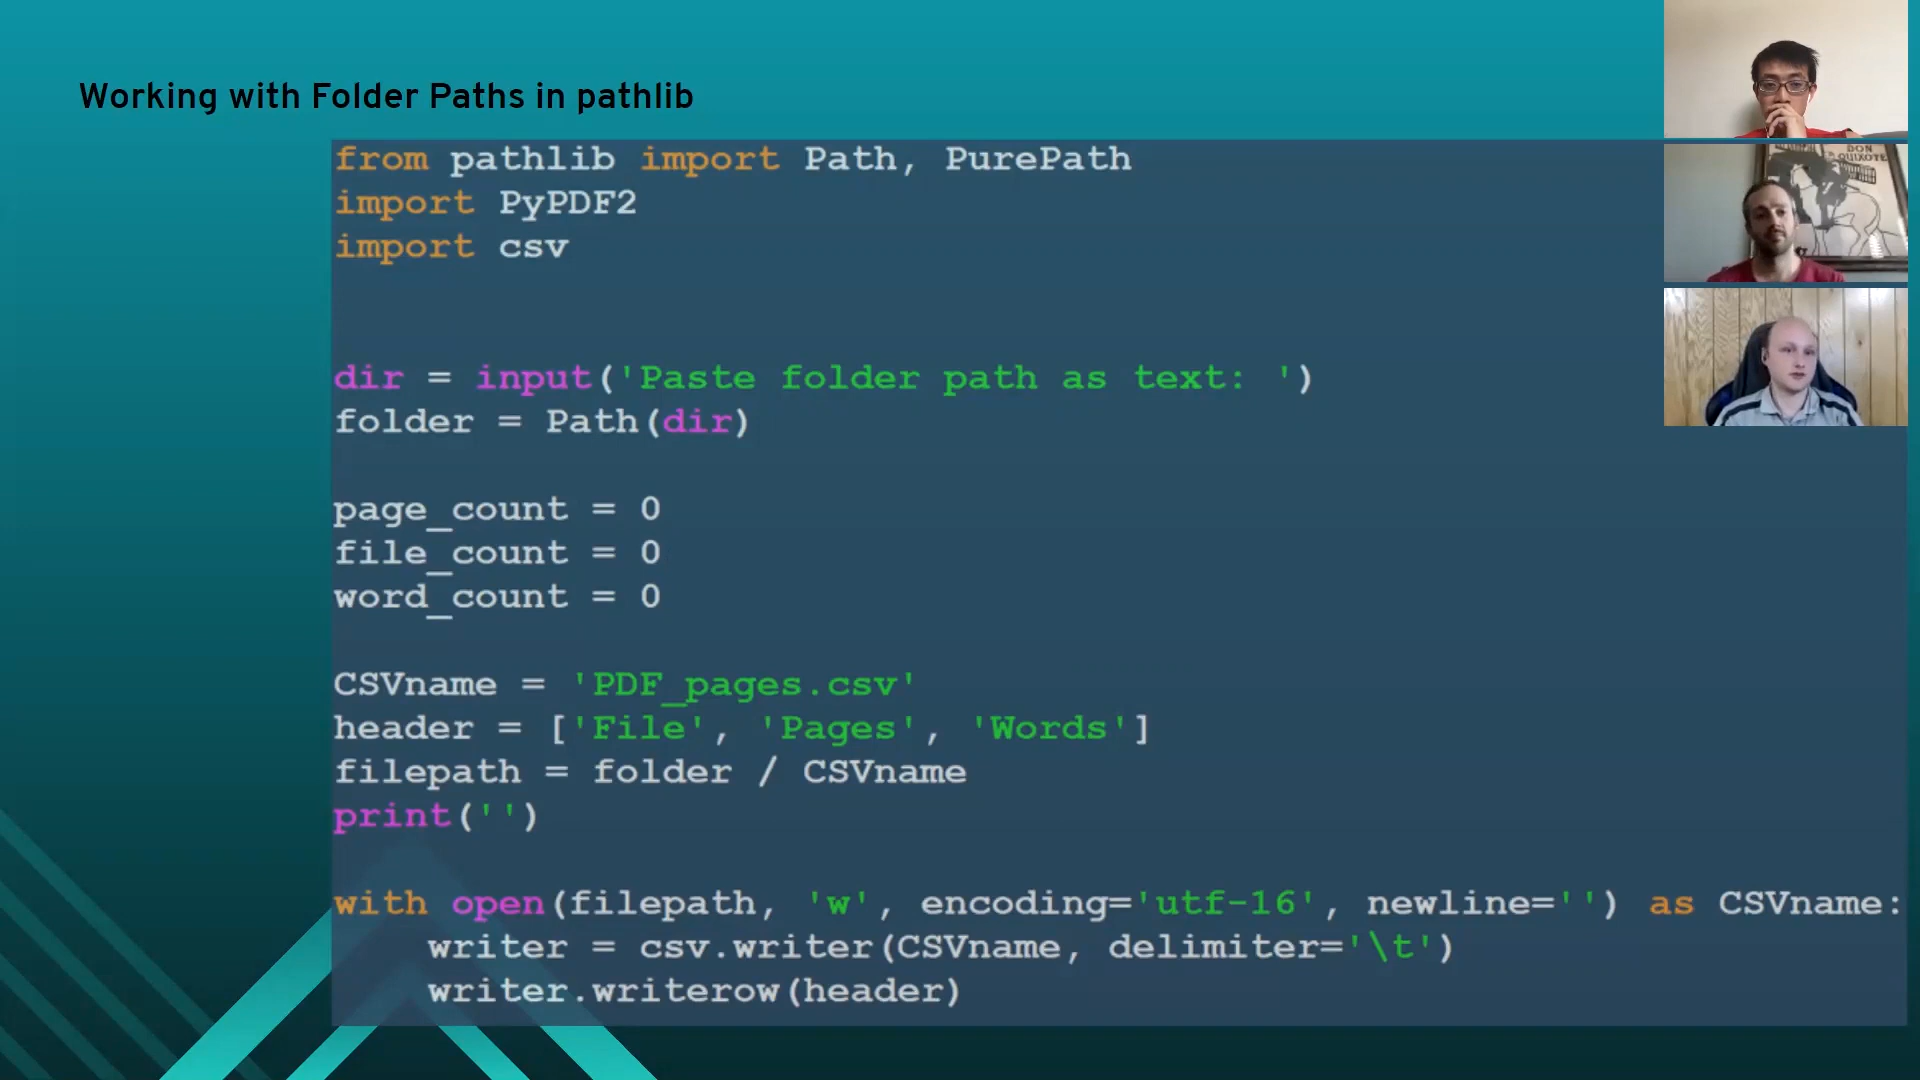 Working with Folder Paths in pathlib
from pathlib import Path, PurePath
import PyPDF2
import csv
dir = input('Paste folder path as text: ')
folder = Path(dir)
page_count = 0
file_count = 0
word_count = 0
CSVname = 'PDF_pages.csv'
header = ['File', 'Pages', 'Words']
filepath = folder / CSVname
print('')
with open(filepath, 'w', encoding='utf-16', newline='') as CSVname:
    writer = csv.writer(CSVname, delimiter='\t')
    writer.writerow(header)
DON
QUIXOTE